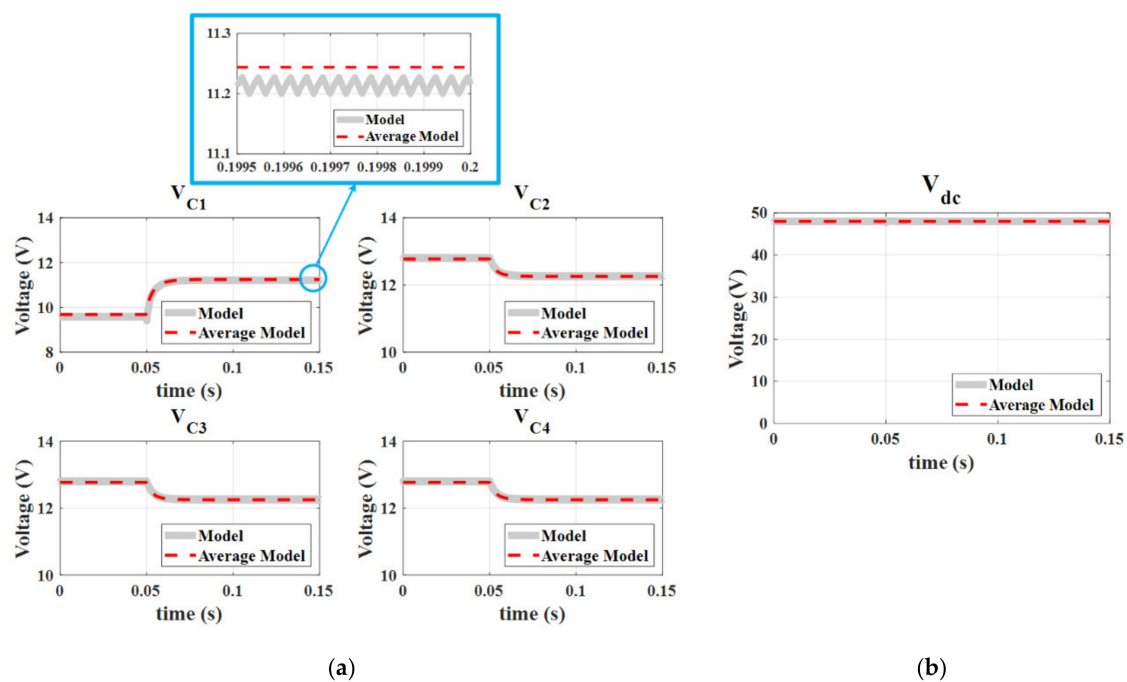 11.3
11.2
11.1
Model
Average Model
0.1995 0.1996 0.1997 0.1998 0.1999 0.2
V C1
Voltage (V)
14
12
10
8
Model
Average Model
0 0.05 0.1 0.15
time (s)
V C2
Voltage (V)
14
12
10
Model
Average Model
0 0.05 0.1 0.15
time (s)
V C3
Voltage (V)
14
12
10
Model
Average Model
0 0.05 0.1 0.15
time (s)
V C4
Voltage (V)
14
12
10
Model
Average Model
0 0.05 0.1 0.15
time (s)
(a)
V dc
Voltage (V)
50
40
30
20
10
0
Model
Average Model
0 0.05 0.1 0.15
time (s)
(b)